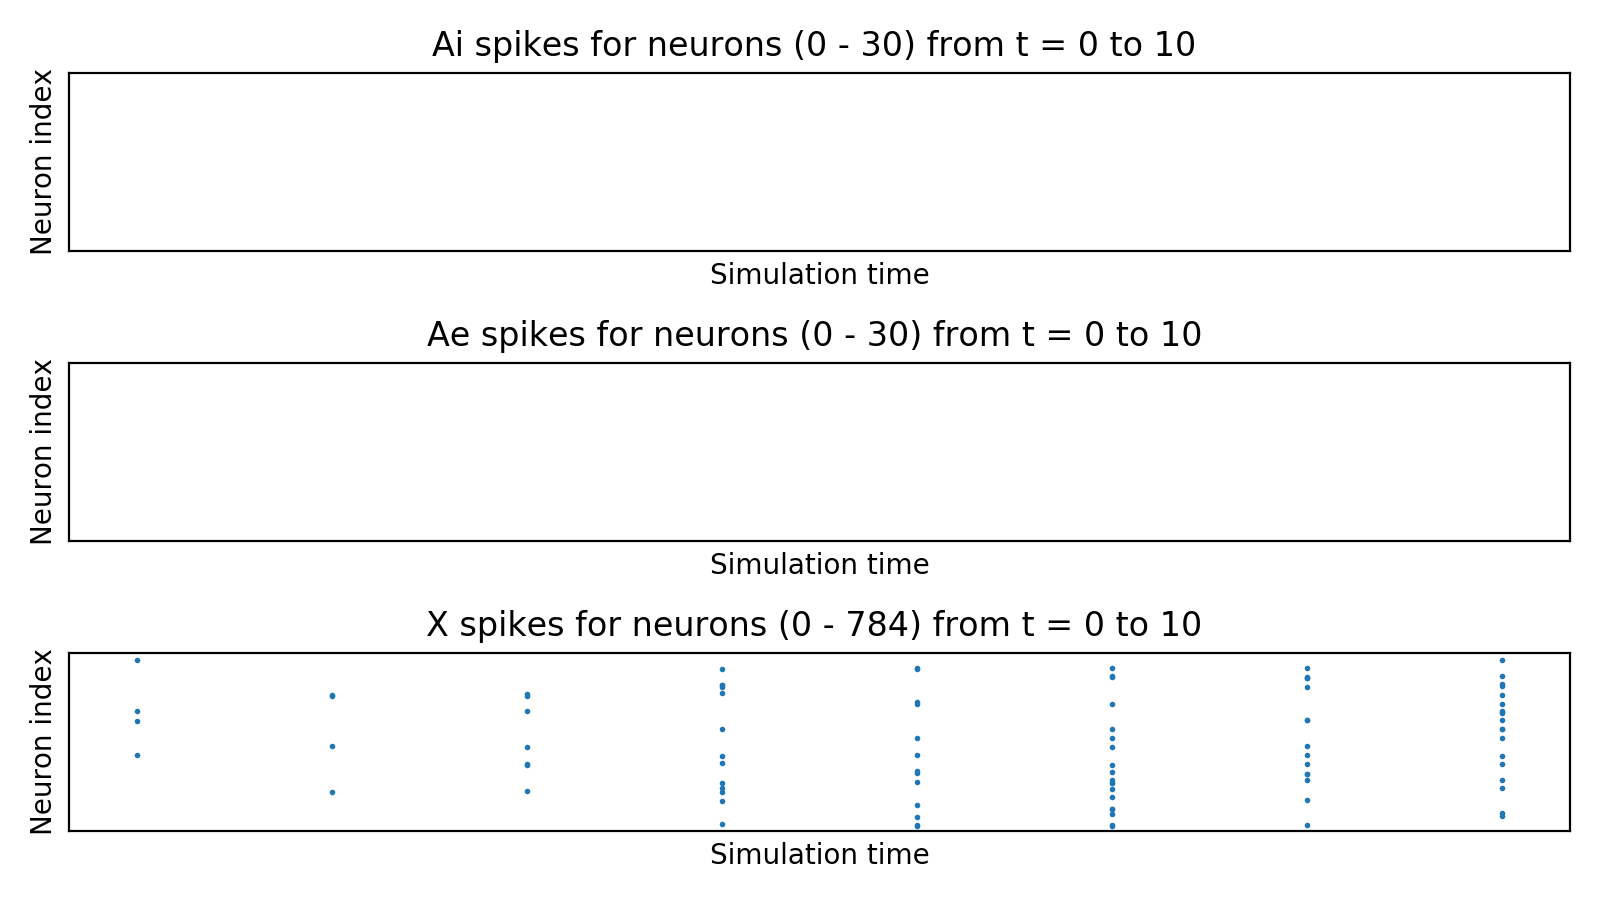 Ai spikes for neurons (0 - 30) from t = 0 to 10
Neuron index
Simulation time
Ae spikes for neurons (0 - 30) from t = 0 to 10
Neuron index
Simulation time
X spikes for neurons (0 - 784) from t = 0 to 10
Neuron index
Simulation time